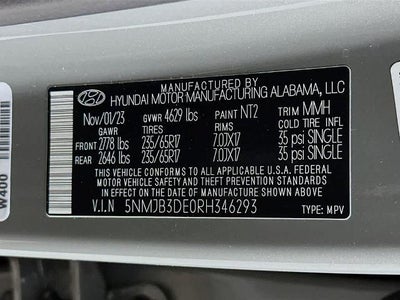 MANUFACTURED BY
HYUNDAI MOTOR MANUFACTURING ALABAMA, LLC
Nov/01/23 GVWR 4629 lbs PAINT NT2 TRIM MMH
GAWR TIRES RIMS COLD TIRE INFL
FRONT 2778 lbs 235/65R17 7.0JX17 35 psi SINGLE
REAR 2646 lbs 235/65R17 7.0JX17 35 psi SINGLE
THIS VEHICLE CONFORMS TO ALL APPLICABLE U.S.A. FEDERAL
MOTOR VEHICLE SAFETY, BUMPER, AND THEFT PREVENTION
STANDARDS IN EFFECT ON THE DATE OF MANUFACTURE SHOWN ABOVE
V.I.N 5NMJB3DE0RH346293 TYPE: MPV
W400